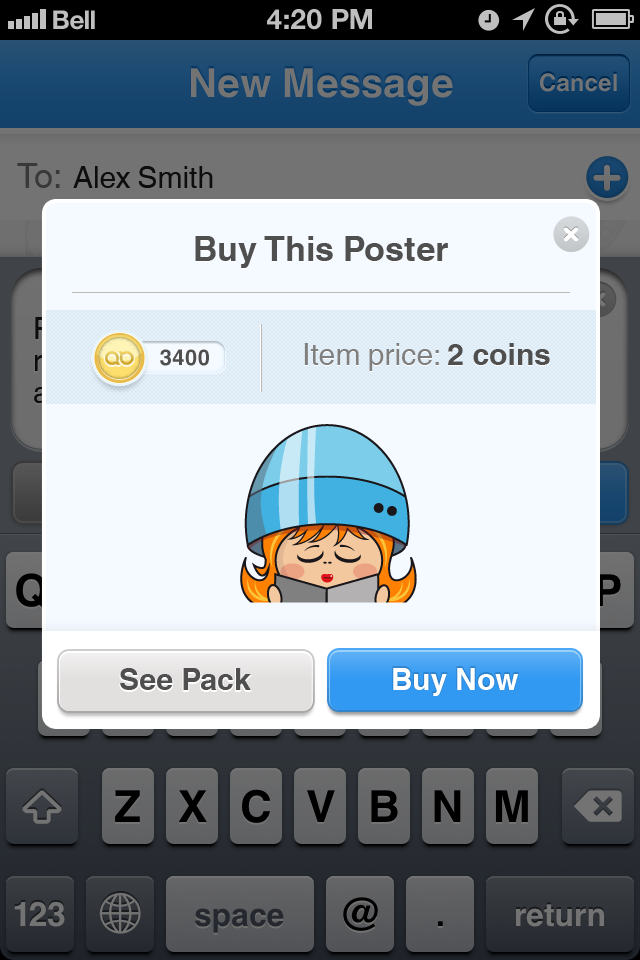 Bell 4:20 PM
New Message
Cancel
To: Alex Smith
Buy This Poster
3400
Item price: 2 coins
Q P
See Pack
Buy Now
Z X C V B N M
123 space @ . return